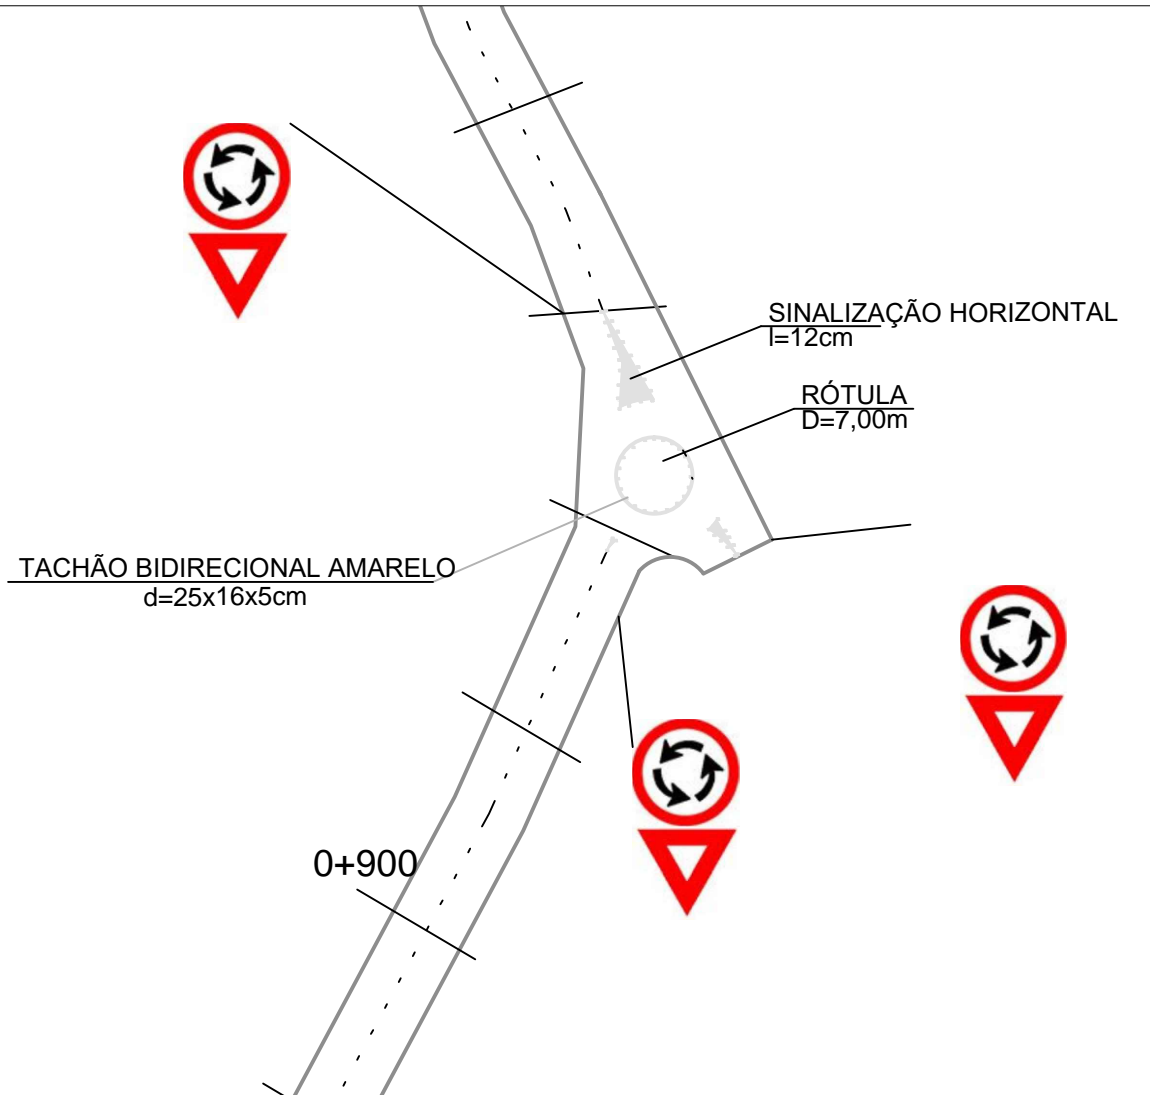 SINALIZAÇÃO HORIZONTAL
l=12cm
RÓTULA
D=7,00m
TACHÃO BIDIRECIONAL AMARELO
d=25x16x5cm
0+900